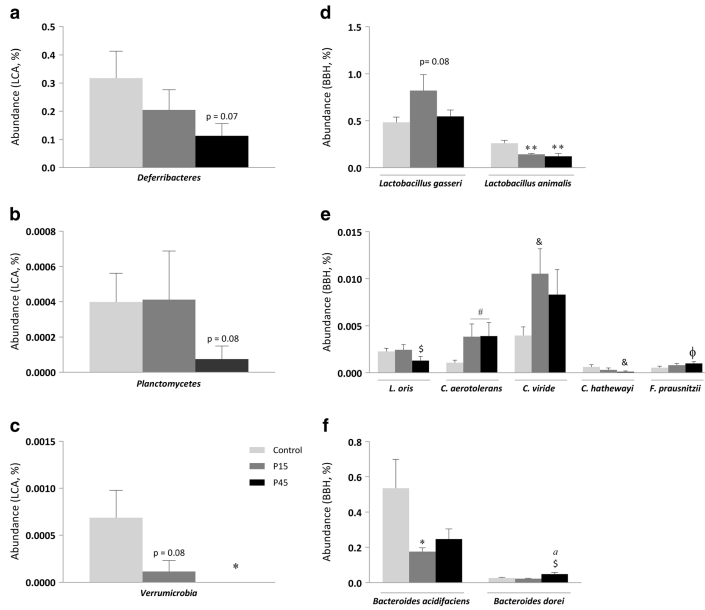 a
Abundance (LCA, %)
0.5
0.4
0.3
0.2
0.1
0.0
p = 0.07
Deferribacteres
b
Abundance (LCA, %)
0.0008
0.0006
0.0004
0.0002
0.0000
p = 0.08
Planctomycetes
c
Abundance (LCA, %)
0.0015
0.0010
0.0005
0.0000
p = 0.08
*
Verrumicrobia
Control
P15
P45
d
Abundance (BBH, %)
1.5
1.0
0.5
0.0
p= 0.08
** **
Lactobacillus gasseri Lactobacillus animalis
e
Abundance (BBH, %)
0.015
0.010
0.005
0.000
$ # & & ϕ
L. oris C. aerotolerans C. viride C. hathewayi F. prausnitzii
f
Abundance (BBH, %)
0.8
0.6
0.4
0.2
0.0
*
a
$
Bacteroides acidifaciens Bacteroides dorei